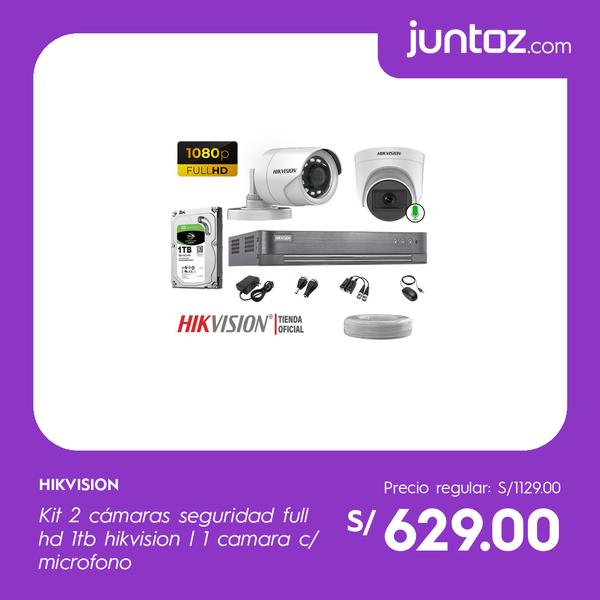 juntoz.com
1080p
FULL HD
HIKVISION
HIKVISION
1TB
HIKVISION
HIKVISION® TIENDA
OFICIAL
HIKVISION
Kit 2 cámaras seguridad full
hd 1tb hikvision | 1 camara c/
microfono
Precio regular: S/1129.00
S/ 629.00